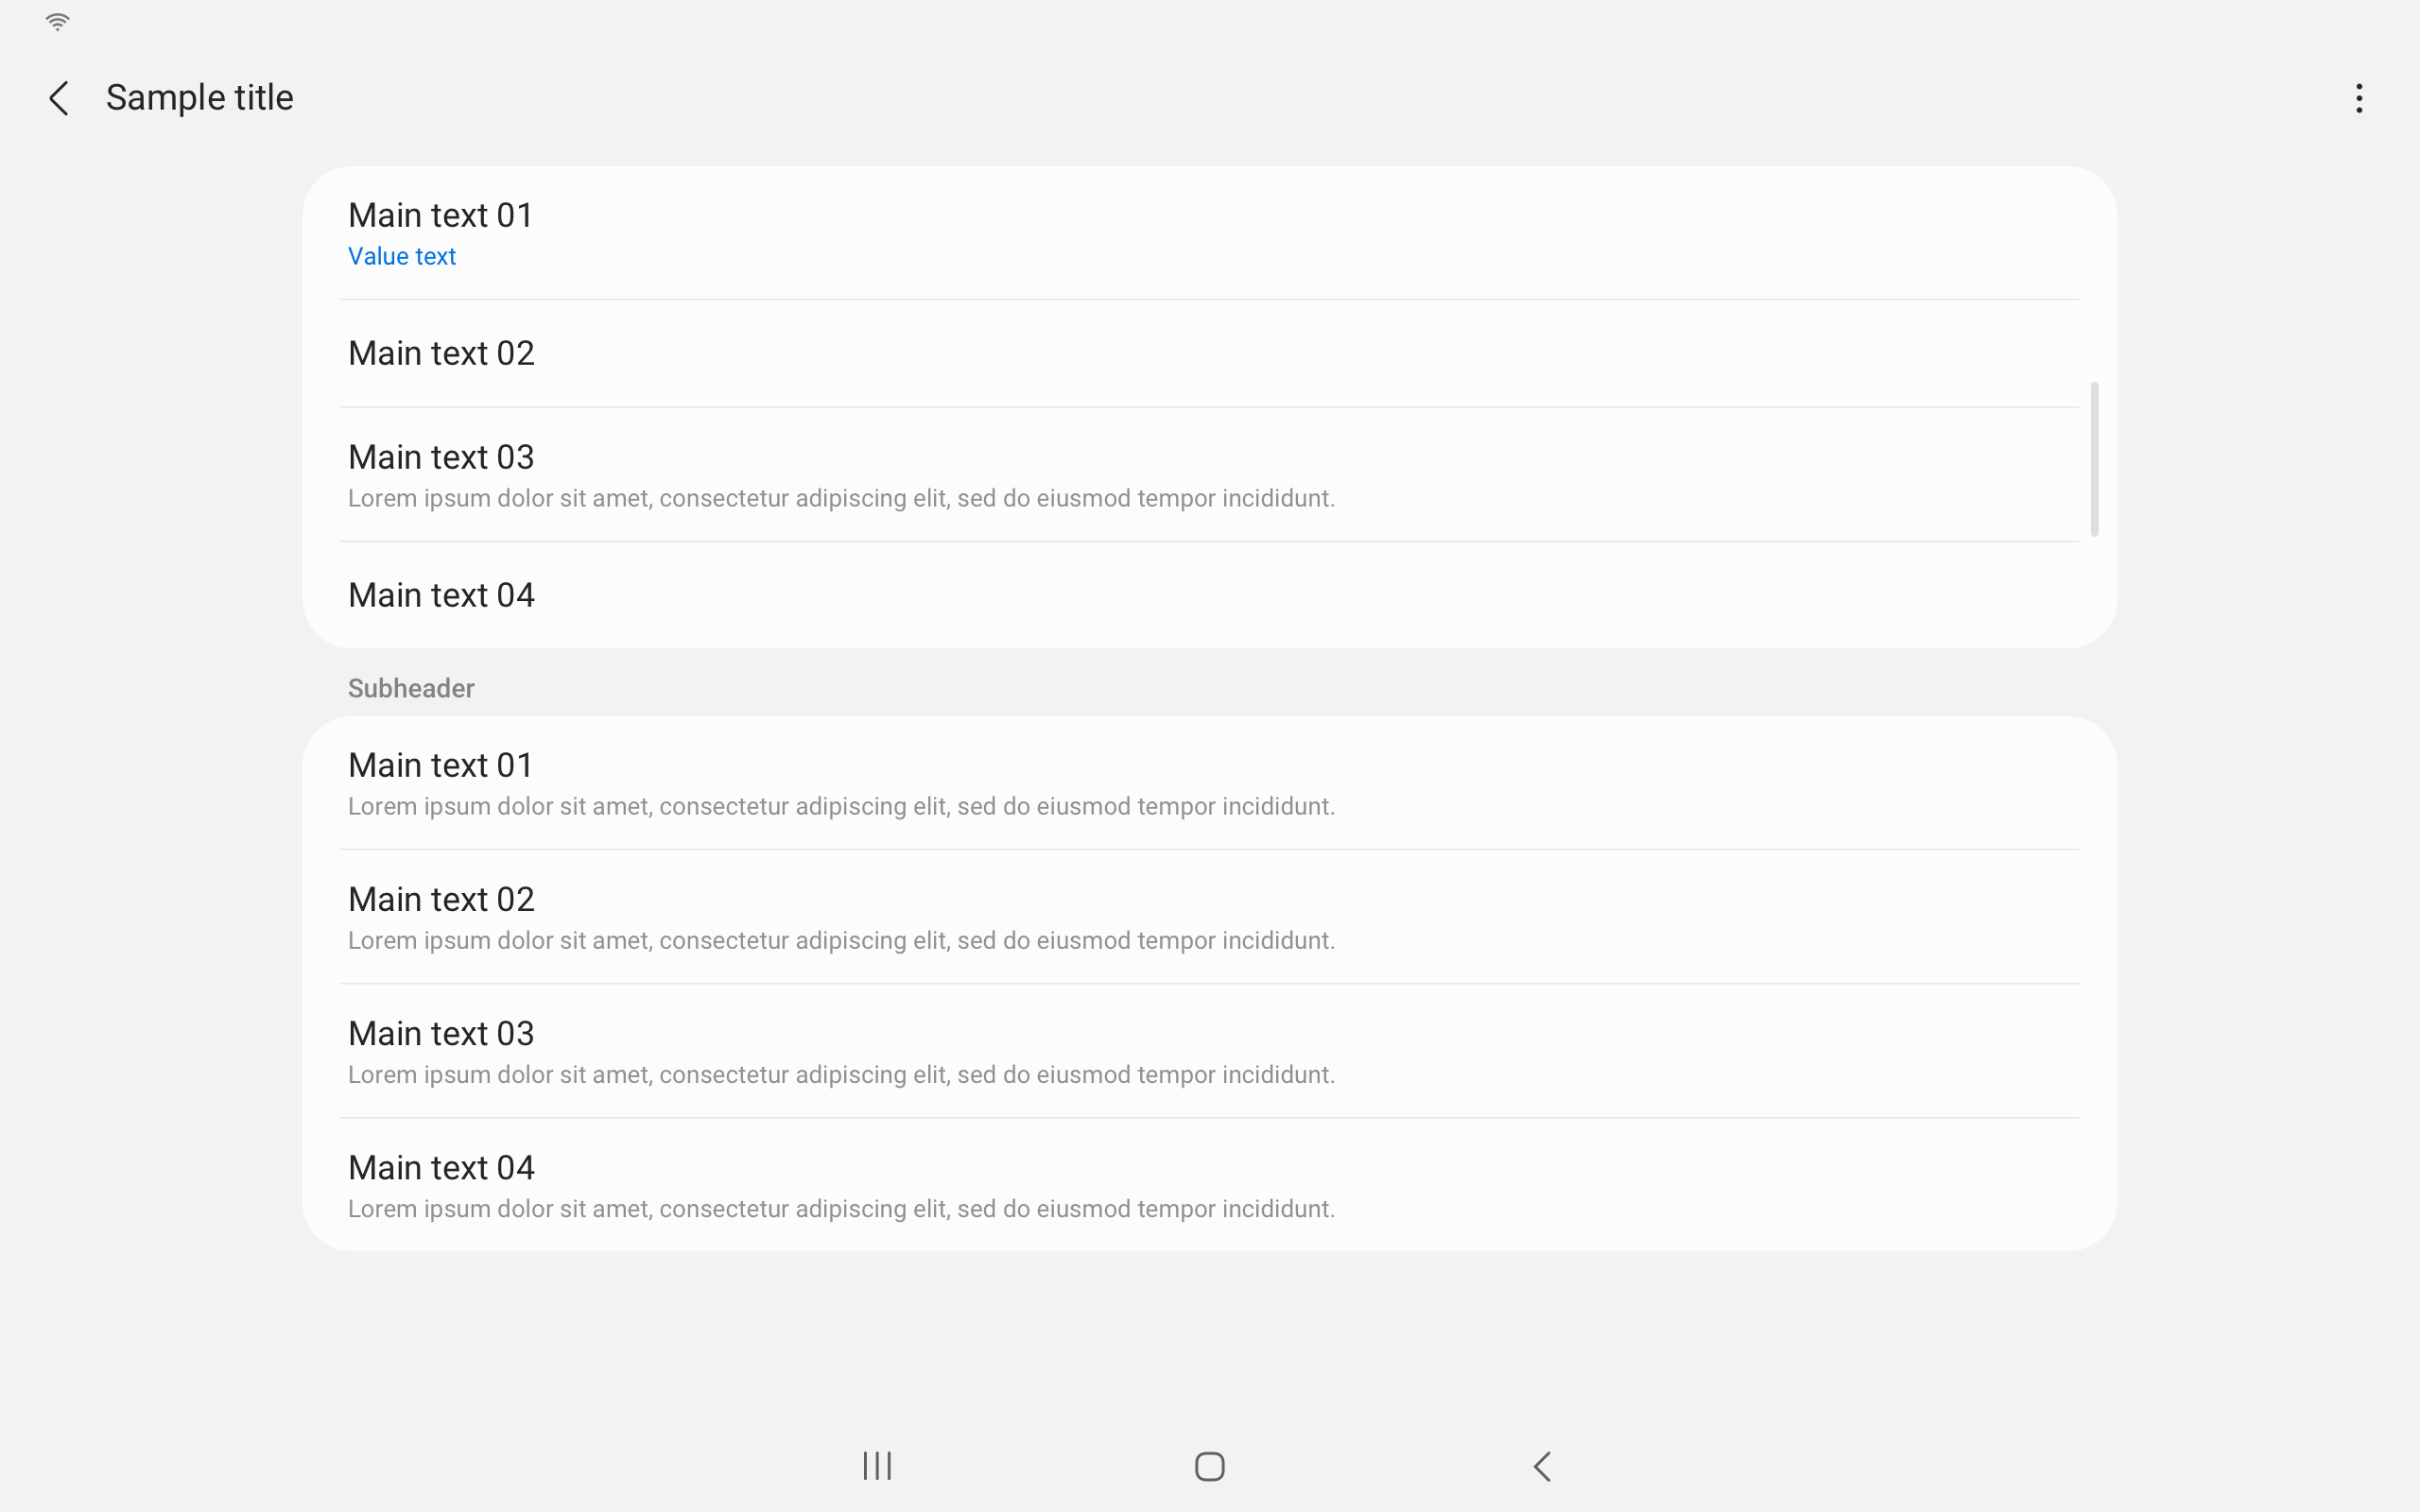 Sample title
Main text 01
Value text
Main text 02
Main text 03
Lorem ipsum dolor sit amet, consectetur adipiscing elit, sed do eiusmod tempor incididunt.
Main text 04
Subheader
Main text 01
Lorem ipsum dolor sit amet, consectetur adipiscing elit, sed do eiusmod tempor incididunt.
Main text 02
Lorem ipsum dolor sit amet, consectetur adipiscing elit, sed do eiusmod tempor incididunt.
Main text 03
Lorem ipsum dolor sit amet, consectetur adipiscing elit, sed do eiusmod tempor incididunt.
Main text 04
Lorem ipsum dolor sit amet, consectetur adipiscing elit, sed do eiusmod tempor incididunt.